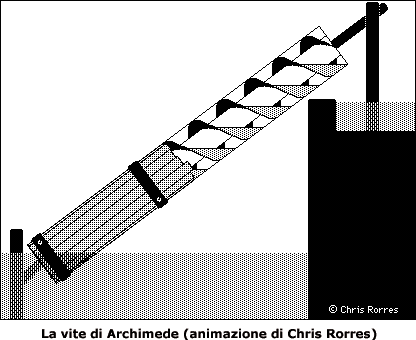 © Chris Rorres
La vite di Archimede (animazione di Chris Rorres)